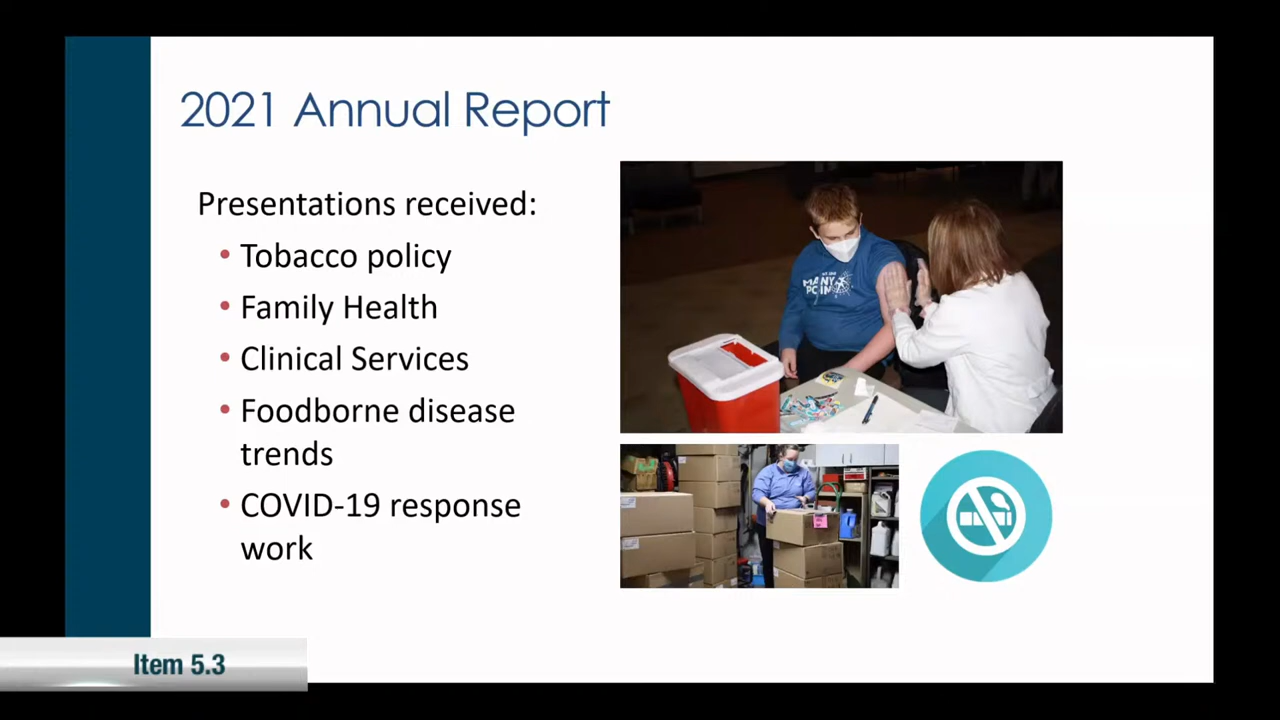 2021 Annual Report
Presentations received:
• Tobacco policy
• Family Health
• Clinical Services
• Foodborne disease
trends
• COVID-19 response
work
MANY
Item 5.3